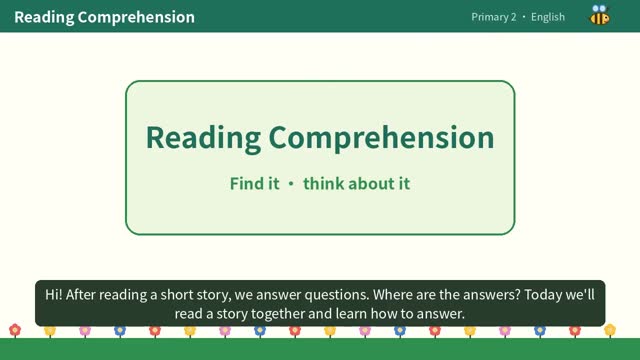 Reading Comprehension
Primary 2 • English
Reading Comprehension
Find it • think about it
Hi! After reading a short story, we answer questions. Where are the answers? Today we'll
read a story together and learn how to answer.